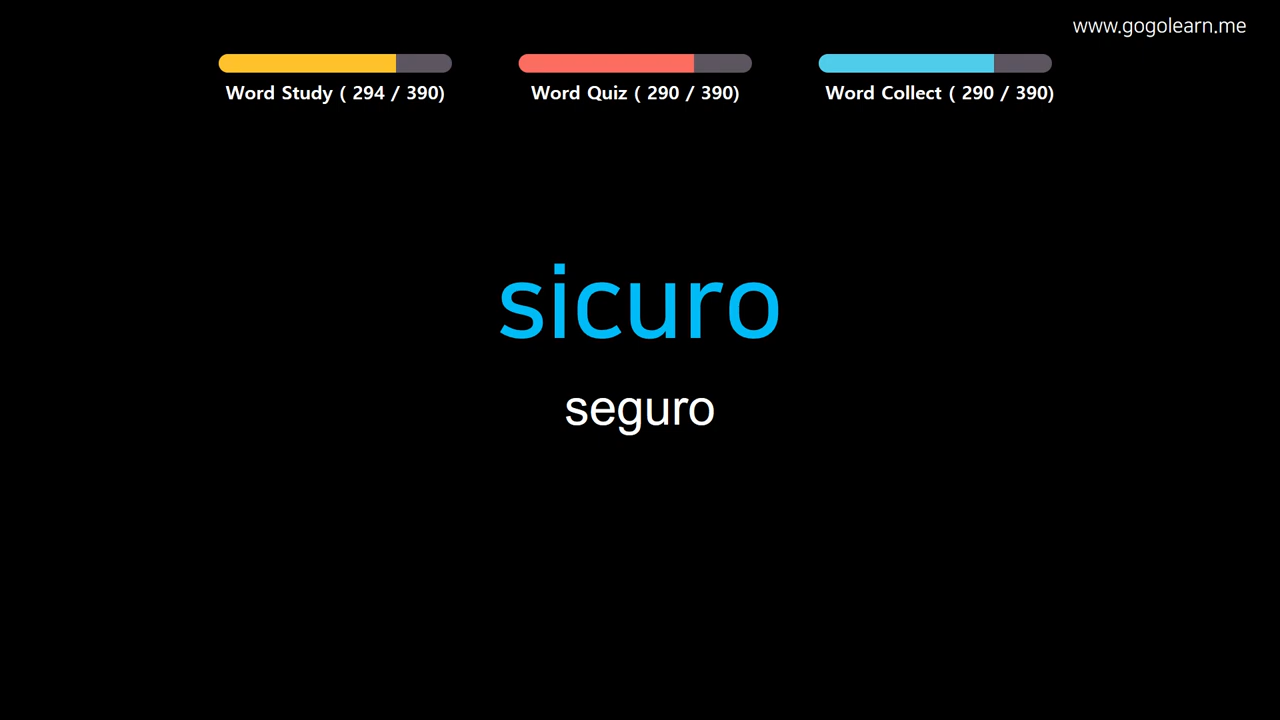 www.gogolearn.me
Word Study ( 294 / 390)
Word Quiz ( 290 / 390)
Word Collect ( 290 / 390)
sicuro
seguro